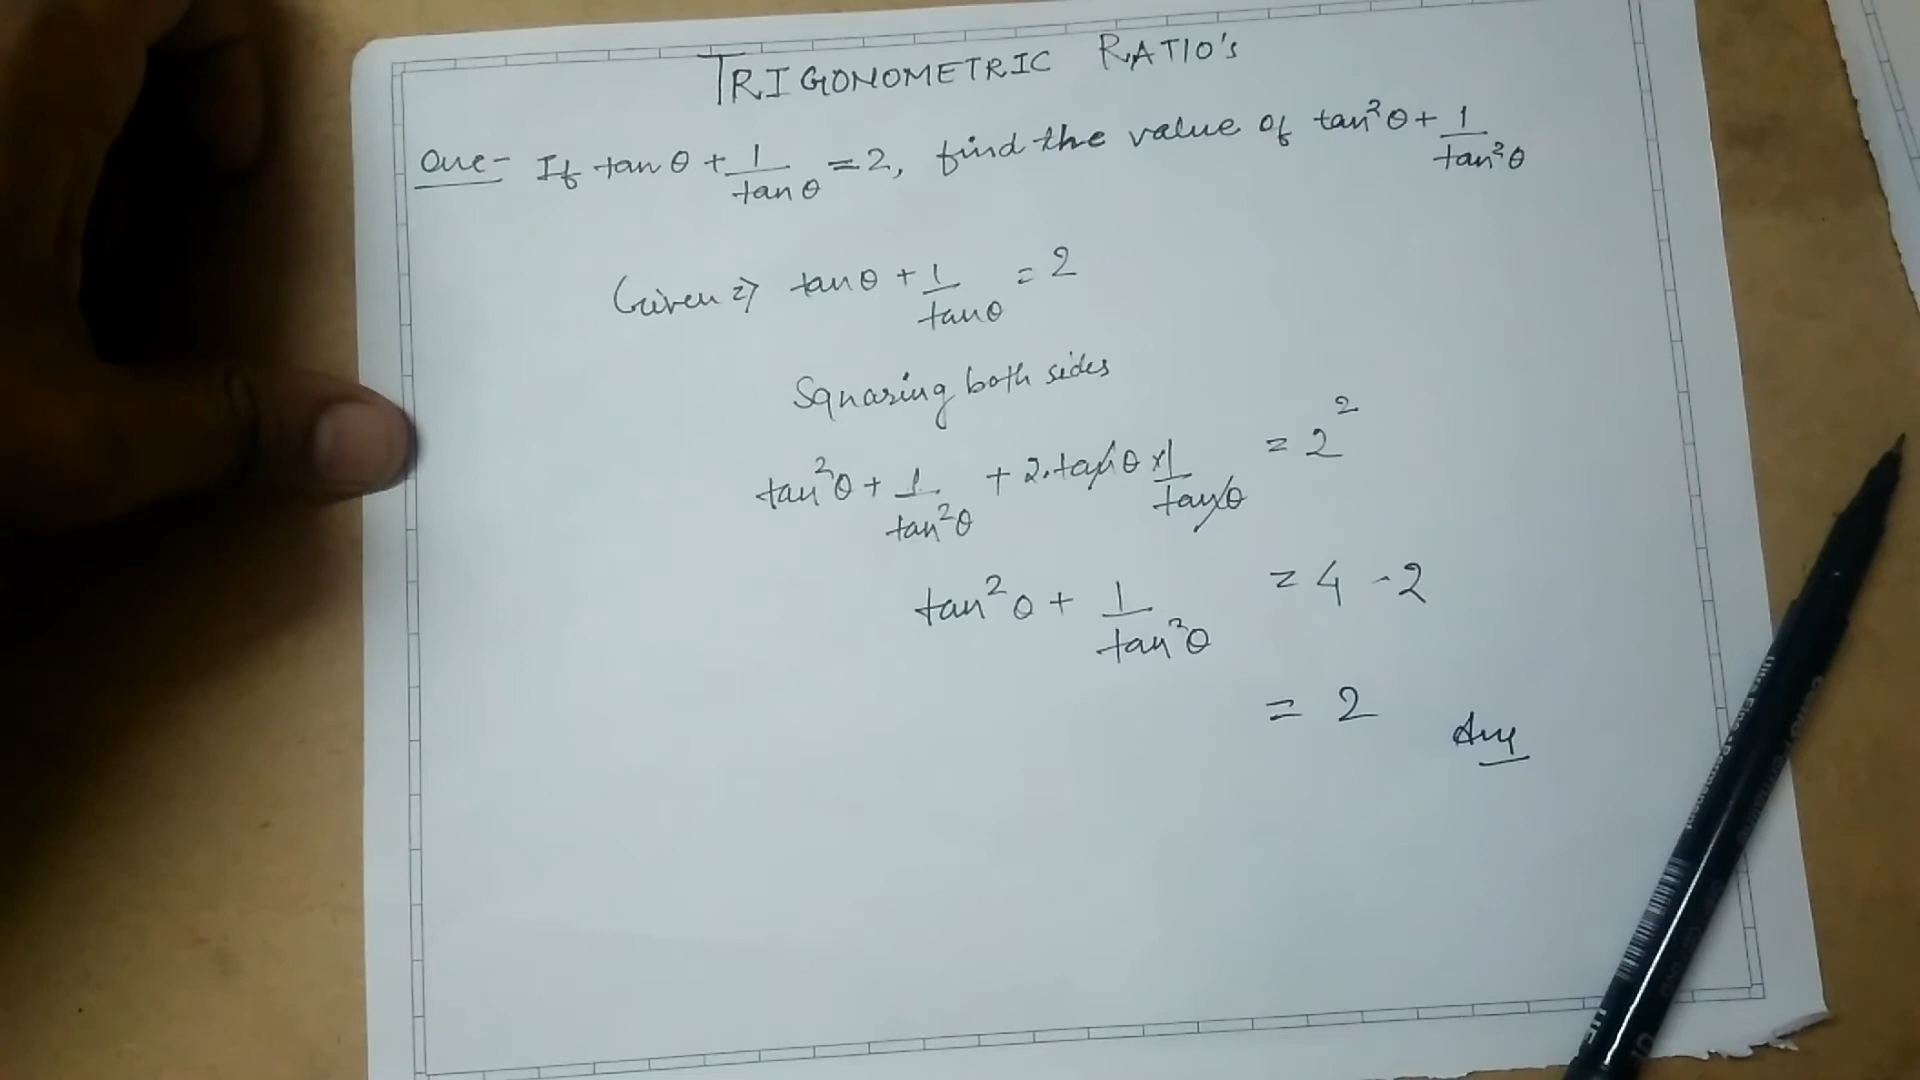 TRIGONOMETRIC RATIO's
Que- If tan θ + 1/tan θ = 2, find the value of tan²θ + 1/tan²θ
Given => tan θ + 1/tan θ = 2
Squaring both sides
tan²θ + 1/tan²θ + 2.tan θ × 1/tan θ = 2²
tan²θ + 1/tan²θ = 4 - 2
= 2 Ans